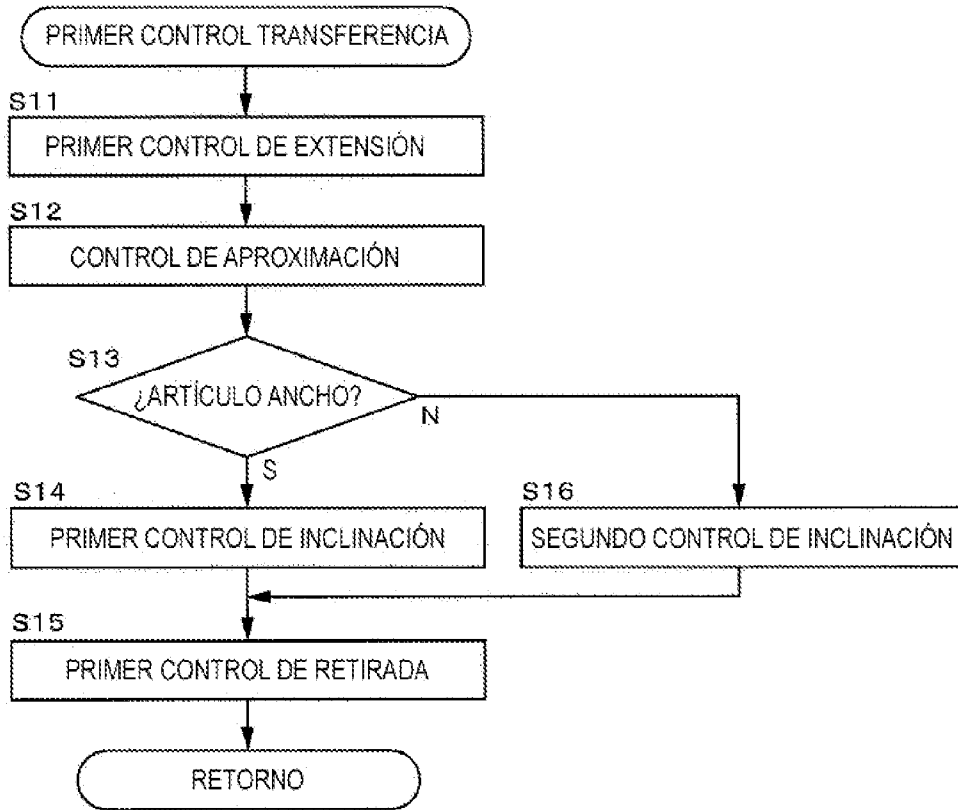 PRIMER CONTROL TRANSFERENCIA
S11
PRIMER CONTROL DE EXTENSIÓN
S12
CONTROL DE APROXIMACIÓN
S13
¿ARTÍCULO ANCHO?
N
S
S14
PRIMER CONTROL DE INCLINACIÓN
S16
SEGUNDO CONTROL DE INCLINACIÓN
S15
PRIMER CONTROL DE RETIRADA
RETORNO